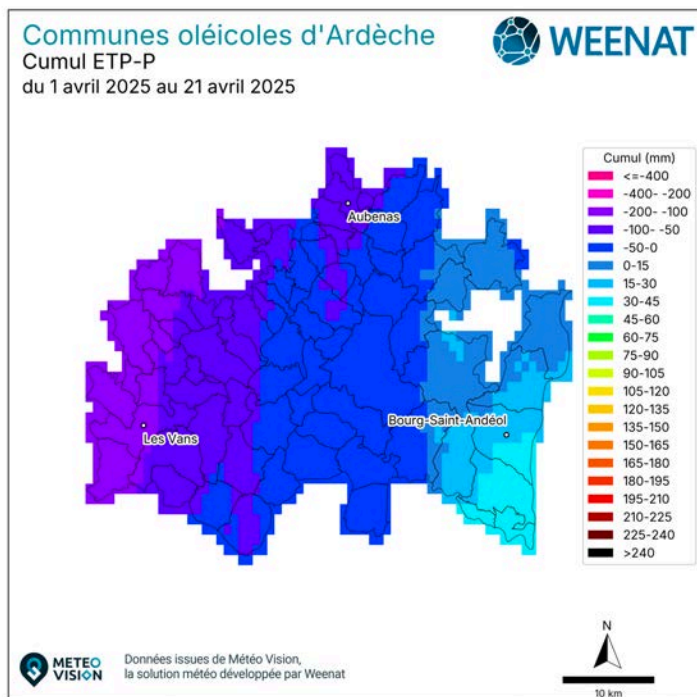 Communes oléicoles d'Ardèche
Cumul ETP-P
du 1 avril 2025 au 21 avril 2025
WEENAT
Cumul (mm)
<=-400
-400- -200
-200- -100
-100- -50
-50-0
0-15
15-30
30-45
45-60
60-75
75-90
90-105
105-120
120-135
135-150
150-165
165-180
180-195
195-210
210-225
225-240
>240
Aubenas
Bourg-Saint-Andéol
Les Vans
METEO
VISION
Données issues de Météo Vision,
la solution météo développée par Weenat
N
10 km